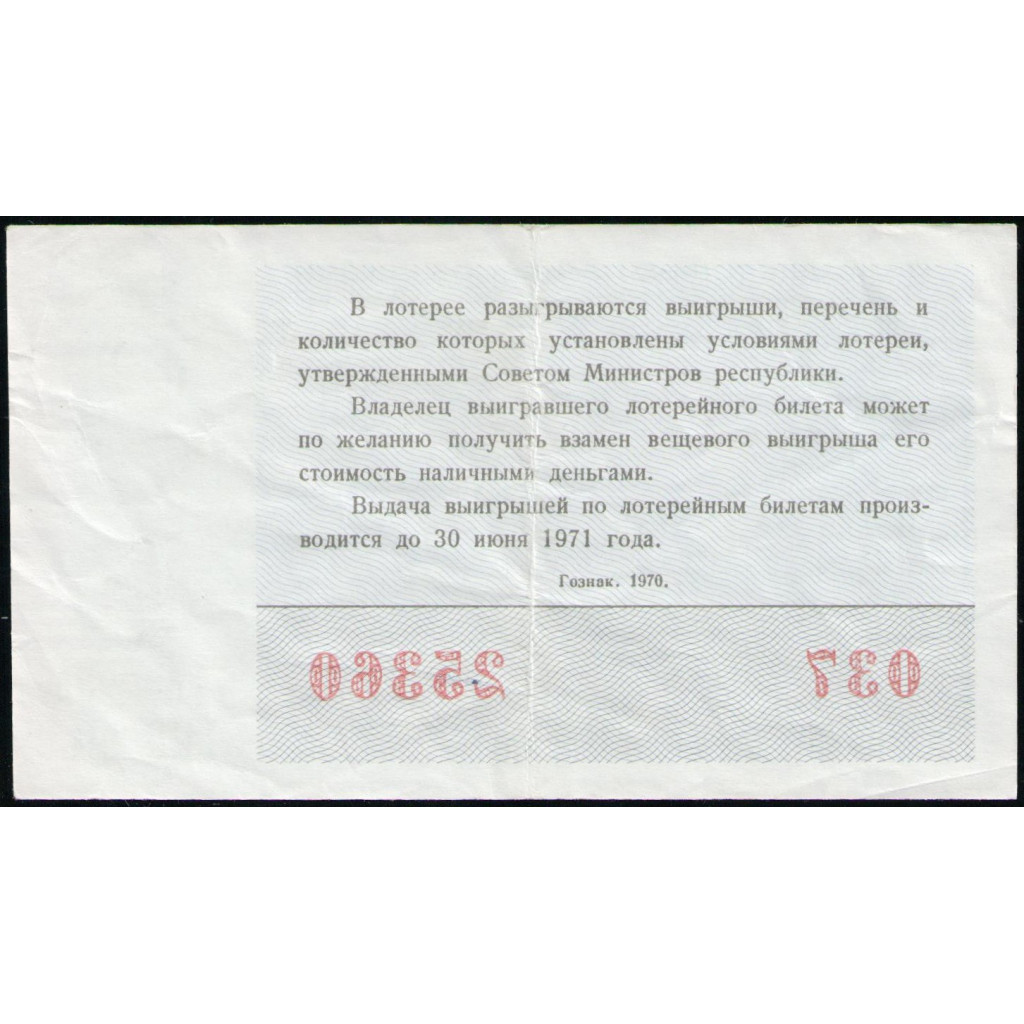 В лотерее разыгрываются выигрыши, перечень и
количество которых установлены условиями лотереи,
утвержденными Советом Министров республики.
Владелец выигравшего лотерейного билета может
по желанию получить взамен вещевого выигрыша его
стоимость наличными деньгами.
Выдача выигрышей по лотерейным билетам произ-
водится до 30 июня 1971 года.
Гознак. 1970.
037 25360